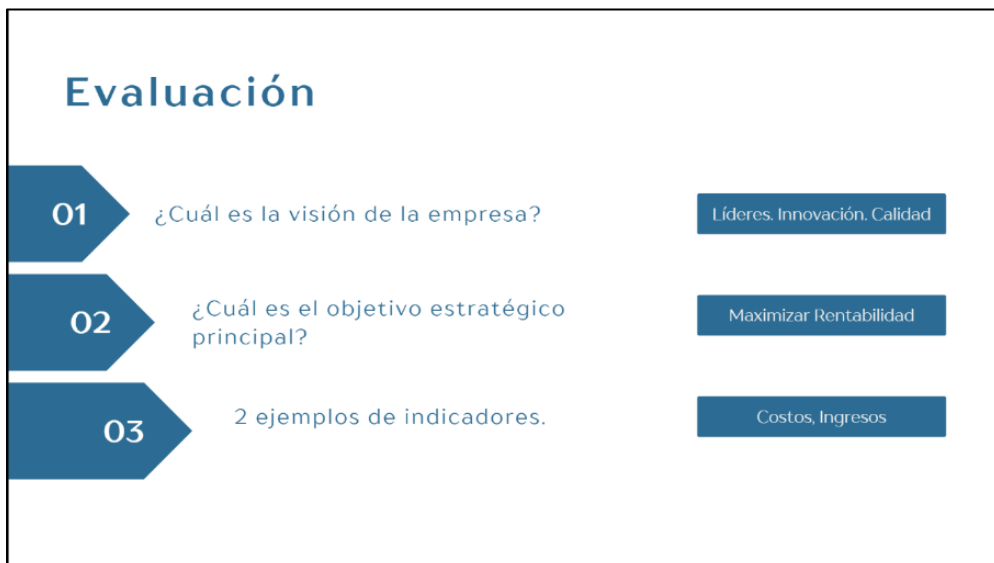 Evaluación
01
¿Cuál es la visión de la empresa?
Líderes. Innovación. Calidad
02
¿Cuál es el objetivo estratégico
principal?
Maximizar Rentabilidad
03
2 ejemplos de indicadores.
Costos, Ingresos